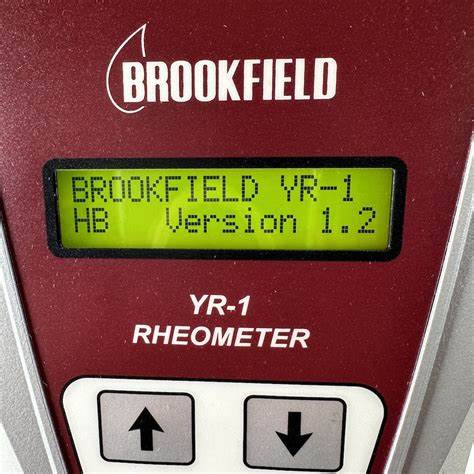 BROOKFIELD
BROOKFIELD YR-1
HB Version 1.2
YR-1
RHEOMETER